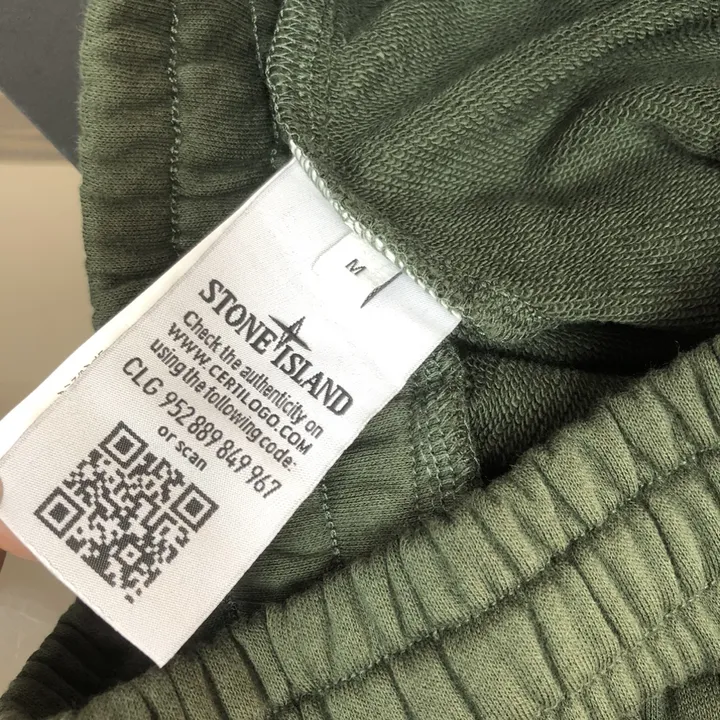 M
STONE ISLAND
Check the authenticity on
WWW.CERTILOGO.COM
using the following code:
CLG 952 889 849 967
or scan